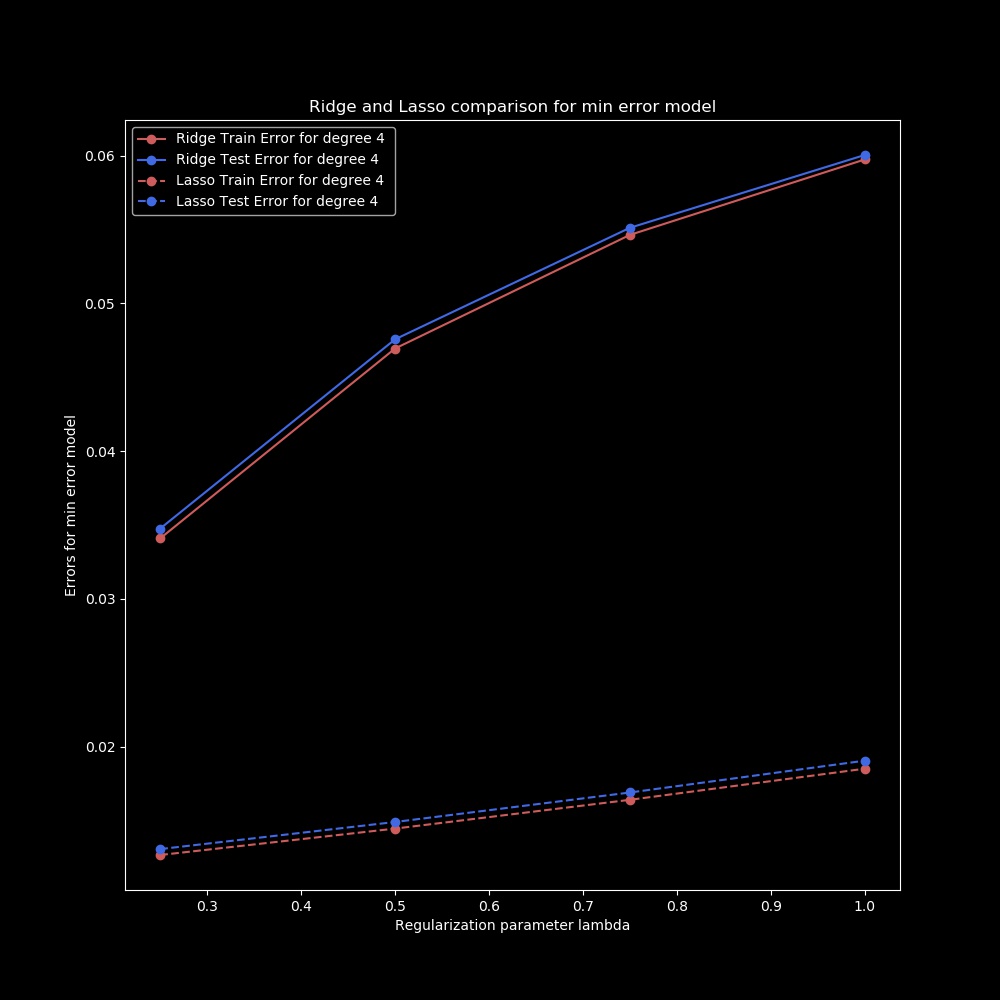 Ridge and Lasso comparison for min error model
Ridge Train Error for degree 4
Ridge Test Error for degree 4
Lasso Train Error for degree 4
Lasso Test Error for degree 4
0.06
0.05
0.04
0.03
0.02
Errors for min error model
0.3 0.4 0.5 0.6 0.7 0.8 0.9 1.0
Regularization parameter lambda